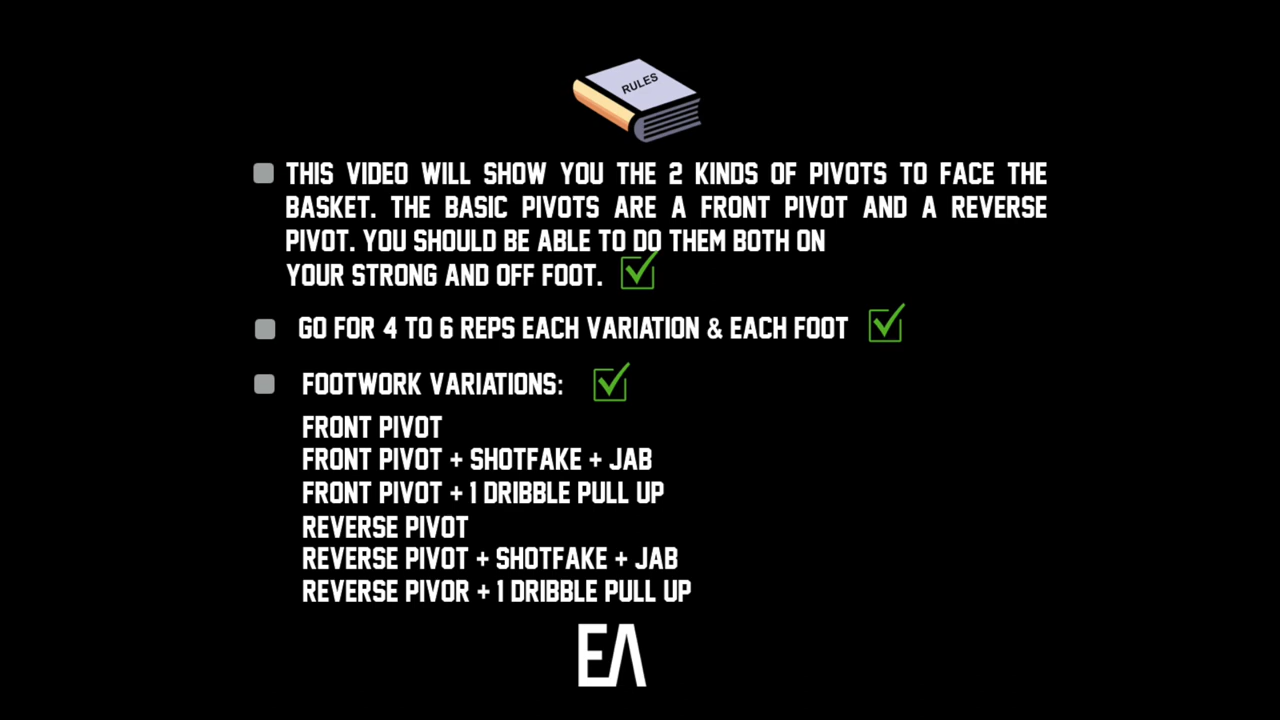 RULES
THIS VIDEO WILL SHOW YOU THE 2 KINDS OF PIVOTS TO FACE THE
BASKET. THE BASIC PIVOTS ARE A FRONT PIVOT AND A REVERSE
PIVOT. YOU SHOULD BE ABLE TO DO THEM BOTH ON
YOUR STRONG AND OFF FOOT.
GO FOR 4 TO 6 REPS EACH VARIATION & EACH FOOT
FOOTWORK VARIATIONS:
FRONT PIVOT
FRONT PIVOT + SHOTFAKE + JAB
FRONT PIVOT + 1 DRIBBLE PULL UP
REVERSE PIVOT
REVERSE PIVOT + SHOTFAKE + JAB
REVERSE PIVOR + 1 DRIBBLE PULL UP
EA